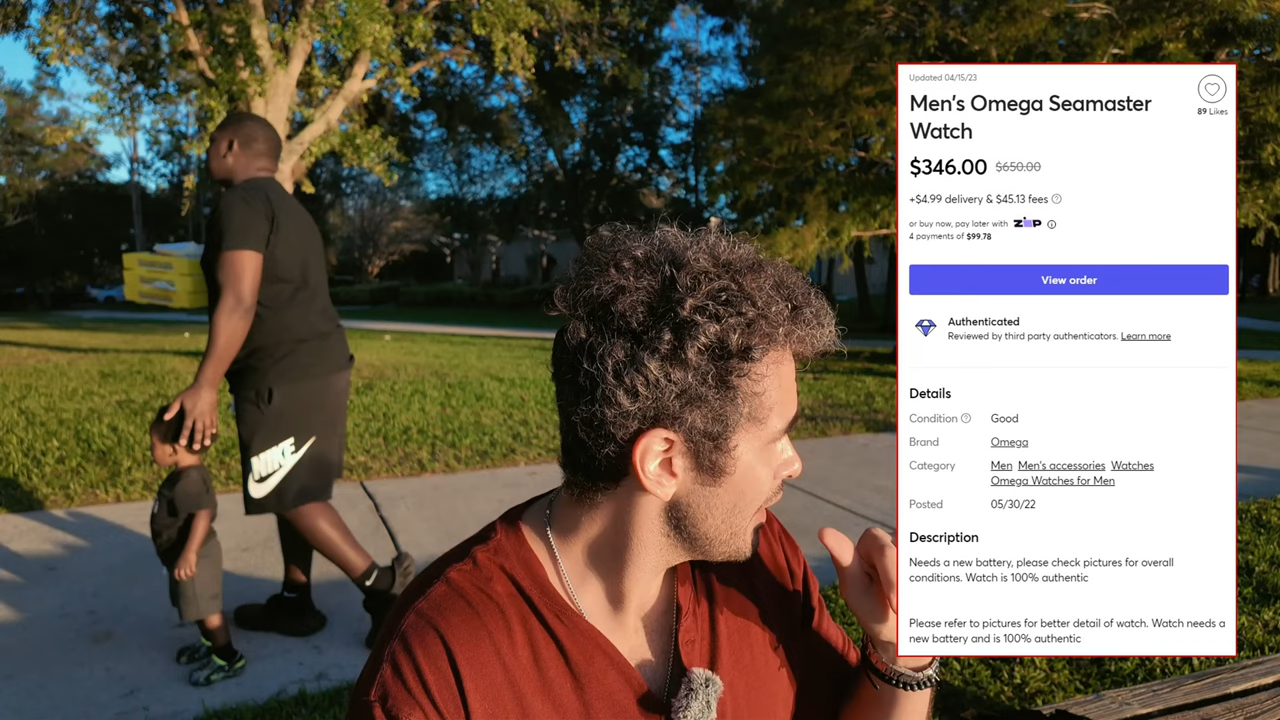 NIKE
Updated 04/15/23
Men's Omega Seamaster
Watch
89 Likes
$346.00 $650.00
+$4.99 delivery & $45.13 fees
or buy now, pay later with ZIP
4 payments of $99.78
View order
Authenticated
Reviewed by third party authenticators. Learn more
Details
Condition Good
Brand Omega
Category Men Men's accessories Watches
Omega Watches for Men
Posted 05/30/22
Description
Needs a new battery, please check pictures for overall
conditions. Watch is 100% authentic
Please refer to pictures for better detail of watch. Watch needs a
new battery and is 100% authentic